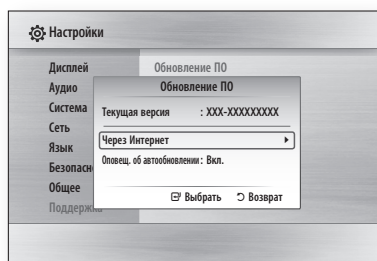 Настройки
Дисплей
Обновление ПО
Аудио
Обновление ПО
Система
Текущая версия : XXX-XXXXXXXXX
Сеть
Через Интернет
Язык
Оповещ. об автообновлении : Вкл.
Безопасн
Общее
Выбрать Возврат
Поддержка